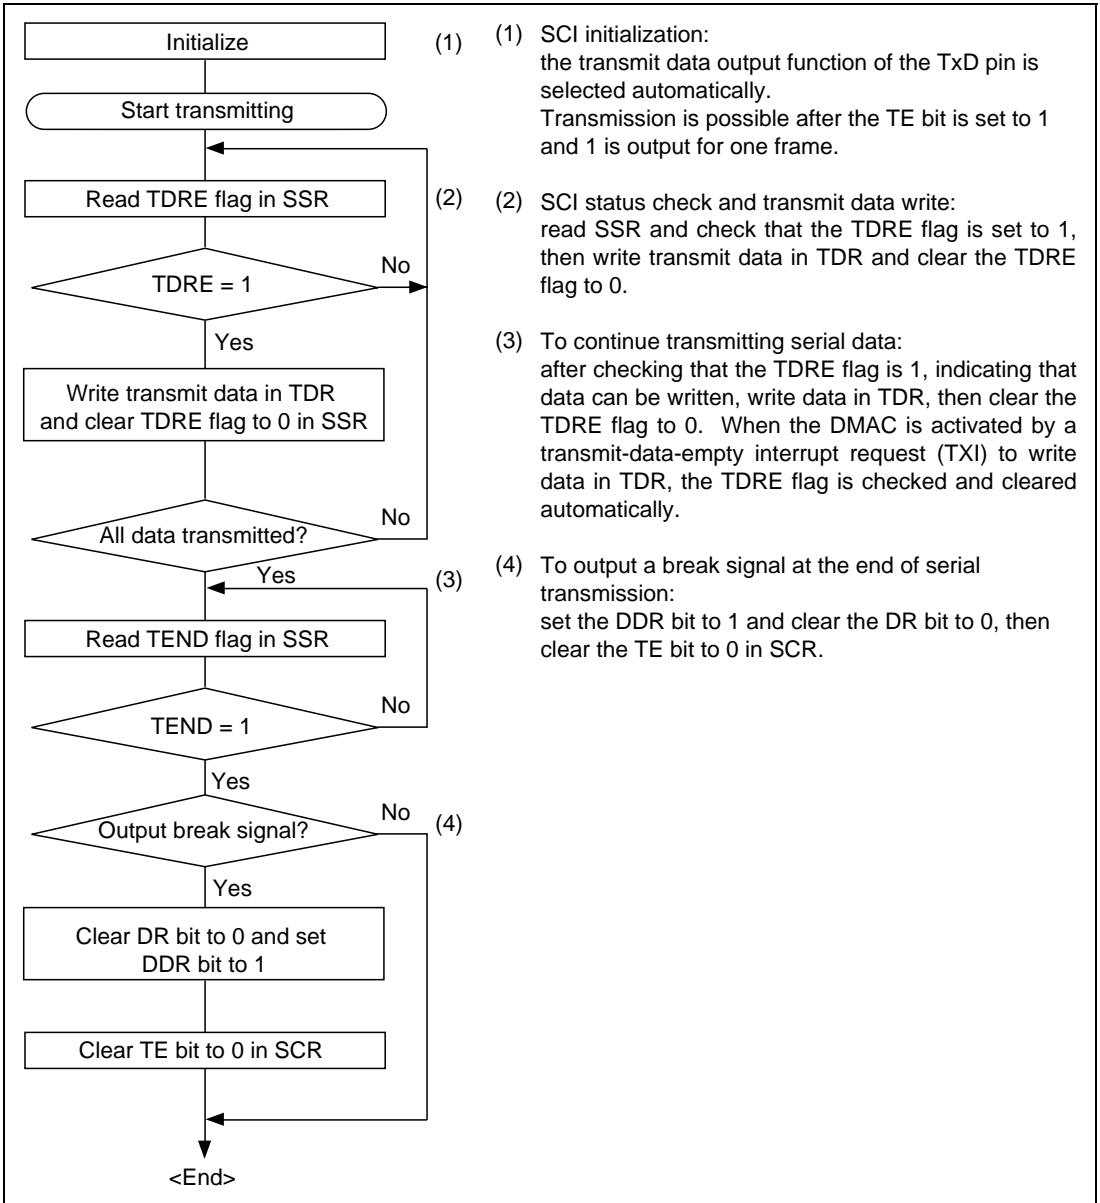 Initialize
(1)
Start transmitting
Read TDRE flag in SSR
(2)
TDRE = 1
No
Yes
Write transmit data in TDR
and clear TDRE flag to 0 in SSR
All data transmitted?
No
Yes
(3)
Read TEND flag in SSR
TEND = 1
No
Yes
Output break signal?
No
(4)
Yes
Clear DR bit to 0 and set
DDR bit to 1
Clear TE bit to 0 in SCR
<End>
(1) SCI initialization:
the transmit data output function of the TxD pin is
selected automatically.
Transmission is possible after the TE bit is set to 1
and 1 is output for one frame.
(2) SCI status check and transmit data write:
read SSR and check that the TDRE flag is set to 1,
then write transmit data in TDR and clear the TDRE
flag to 0.
(3) To continue transmitting serial data:
after checking that the TDRE flag is 1, indicating that
data can be written, write data in TDR, then clear the
TDRE flag to 0. When the DMAC is activated by a
transmit-data-empty interrupt request (TXI) to write
data in TDR, the TDRE flag is checked and cleared
automatically.
(4) To output a break signal at the end of serial
transmission:
set the DDR bit to 1 and clear the DR bit to 0, then
clear the TE bit to 0 in SCR.